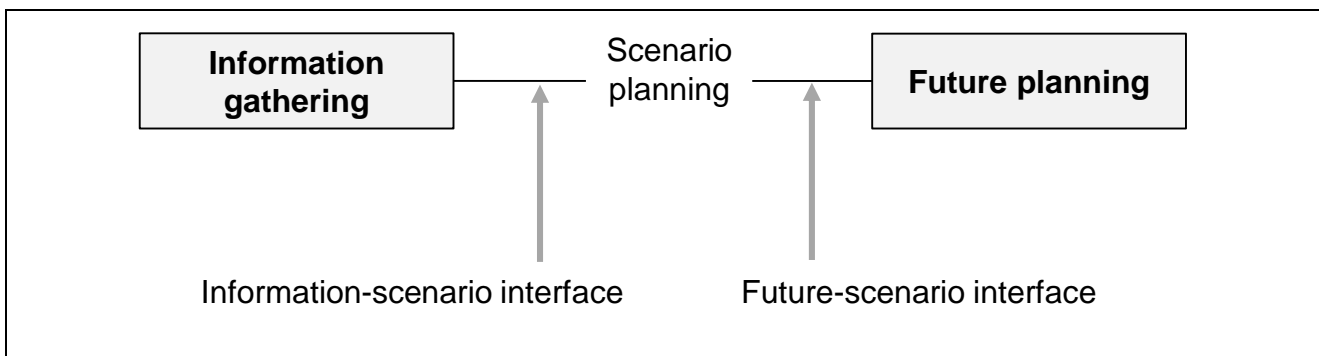 Information
gathering
Scenario
planning
Future planning
Information-scenario interface
Future-scenario interface